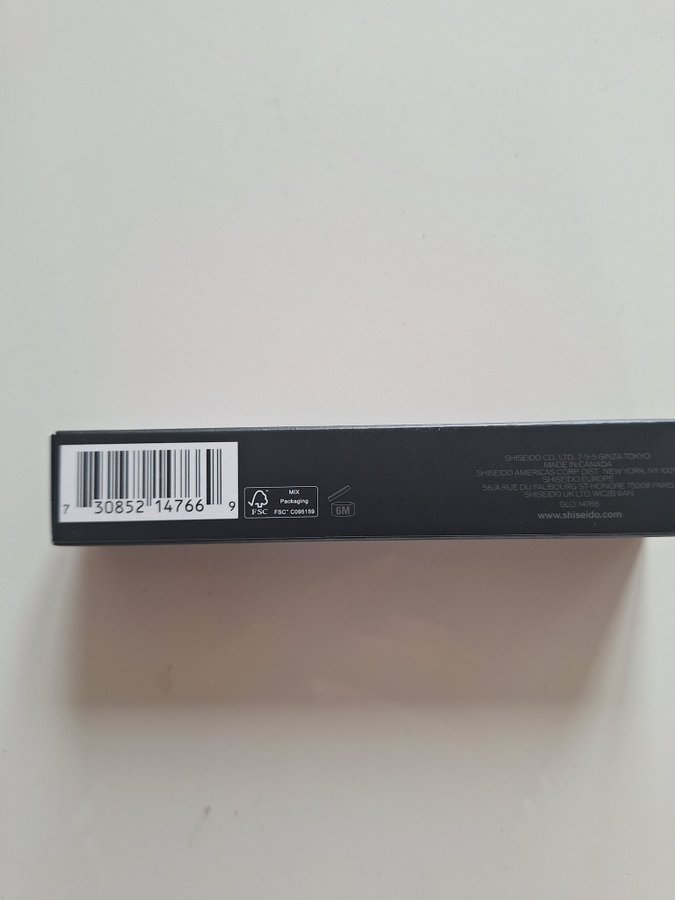 7 30852 14766 9
FSC
MIX
Packaging
FSC® C095159
6M
SHISEIDO CO., LTD. 7-5-5 GINZA TOKYO.
MADE IN CANADA
SHISEIDO AMERICAS CORP. DIST., NEW YORK, NY
SHISEIDO EUROPE
56/A RUE DU FAUBOURG ST-HONORE 75008 PARIS
SHISEIDO UK LTD. WC2B 6AN
GLO 14766
www.shiseido.com